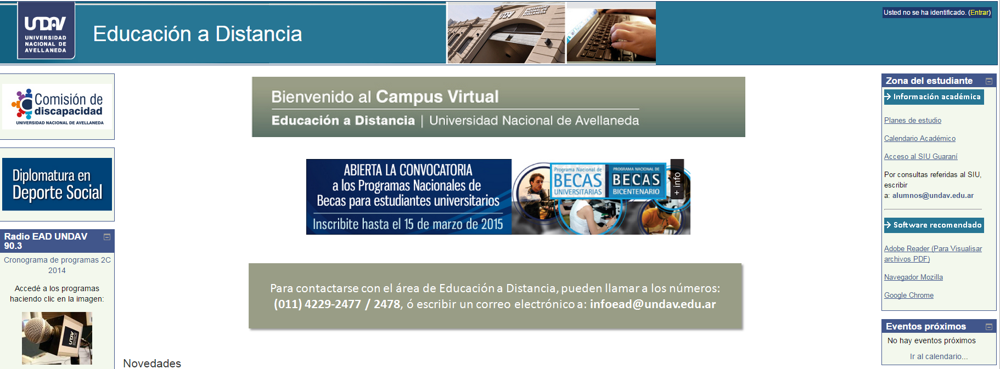 UNDAV
UNIVERSIDAD
NACIONAL DE
AVELLANEDA
Educación a Distancia
UNDAV
UNIVERSIDAD
NACIONAL DE
AVELLANEDA
Usted no se ha identificado. (Entrar)
Comisión de
discapacidad
UNIVERSIDAD NACIONAL DE AVELLANEDA
Diplomatura en
Deporte Social
Radio EAD UNDAV
90.3
Cronograma de programas 2C
2014
Accedé a los programas
haciendo clic en la imagen:
UNDAV
Bienvenido al Campus Virtual
Educación a Distancia | Universidad Nacional de Avellaneda
ABIERTA LA CONVOCATORIA
a los Programas Nacionales de
Becas para estudiantes universitarios
Inscribite hasta el 15 de marzo de 2015
Programa Nacional de
BECAS
UNIVERSITARIAS
PROGRAMA NACIONAL DE
BECAS
BICENTENARIO
+ info
Para contactarse con el área de Educación a Distancia, pueden llamar a los números:
(011) 4229-2477 / 2478, ó escribir un correo electrónico a: infoead@undav.edu.ar
Novedades
Zona del estudiante
Información académica
Planes de estudio
Calendario Académico
Acceso al SIU Guaraní
Por consultas referidas al SIU,
escribir
a: alumnos@undav.edu.ar
Software recomendado
Adobe Reader (Para Visualisar
archivos PDF)
Navegador Mozilla
Google Chrome
Eventos próximos
No hay eventos próximos
Ir al calendario...